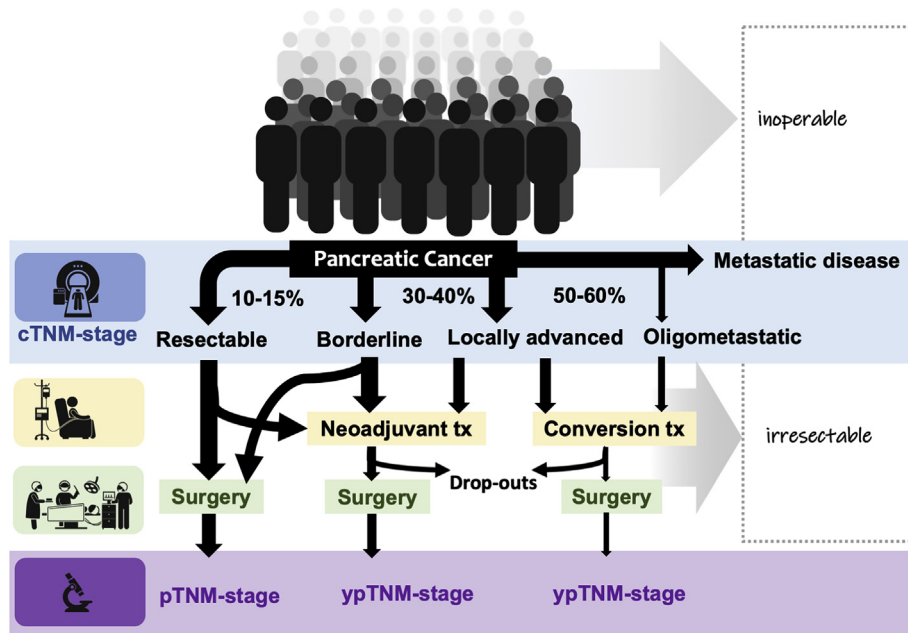 inoperable
Pancreatic Cancer
Metastatic disease
10-15%
30-40%
50-60%
cTNM-stage
Resectable
Borderline
Locally advanced
Oligometastatic
Neoadjuvant tx
Conversion tx
irresectable
Drop-outs
Surgery
Surgery
Surgery
pTNM-stage
ypTNM-stage
ypTNM-stage